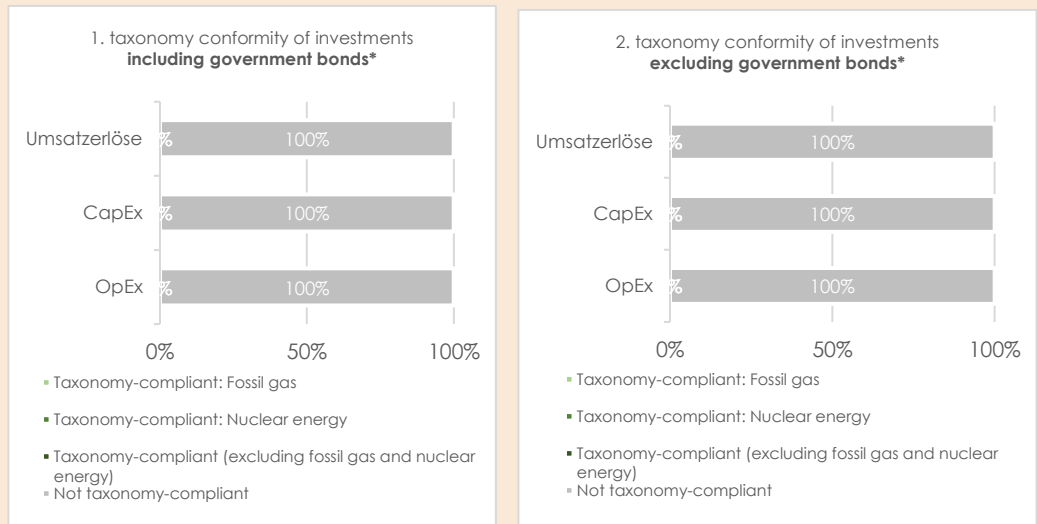 1. taxonomy conformity of investments
including government bonds*
Umsatzerlöse
%
100%
CapEx
%
100%
OpEx
%
100%
0%
50%
100%
Taxonomy-compliant: Fossil gas
Taxonomy-compliant: Nuclear energy
Taxonomy-compliant (excluding fossil gas and nuclear
energy)
Not taxonomy-compliant
2. taxonomy conformity of investments
excluding government bonds*
Umsatzerlöse
%
100%
CapEx
%
100%
OpEx
%
100%
0%
50%
100%
Taxonomy-compliant: Fossil gas
Taxonomy-compliant: Nuclear energy
Taxonomy-compliant (excluding fossil gas and nuclear
energy)
Not taxonomy-compliant